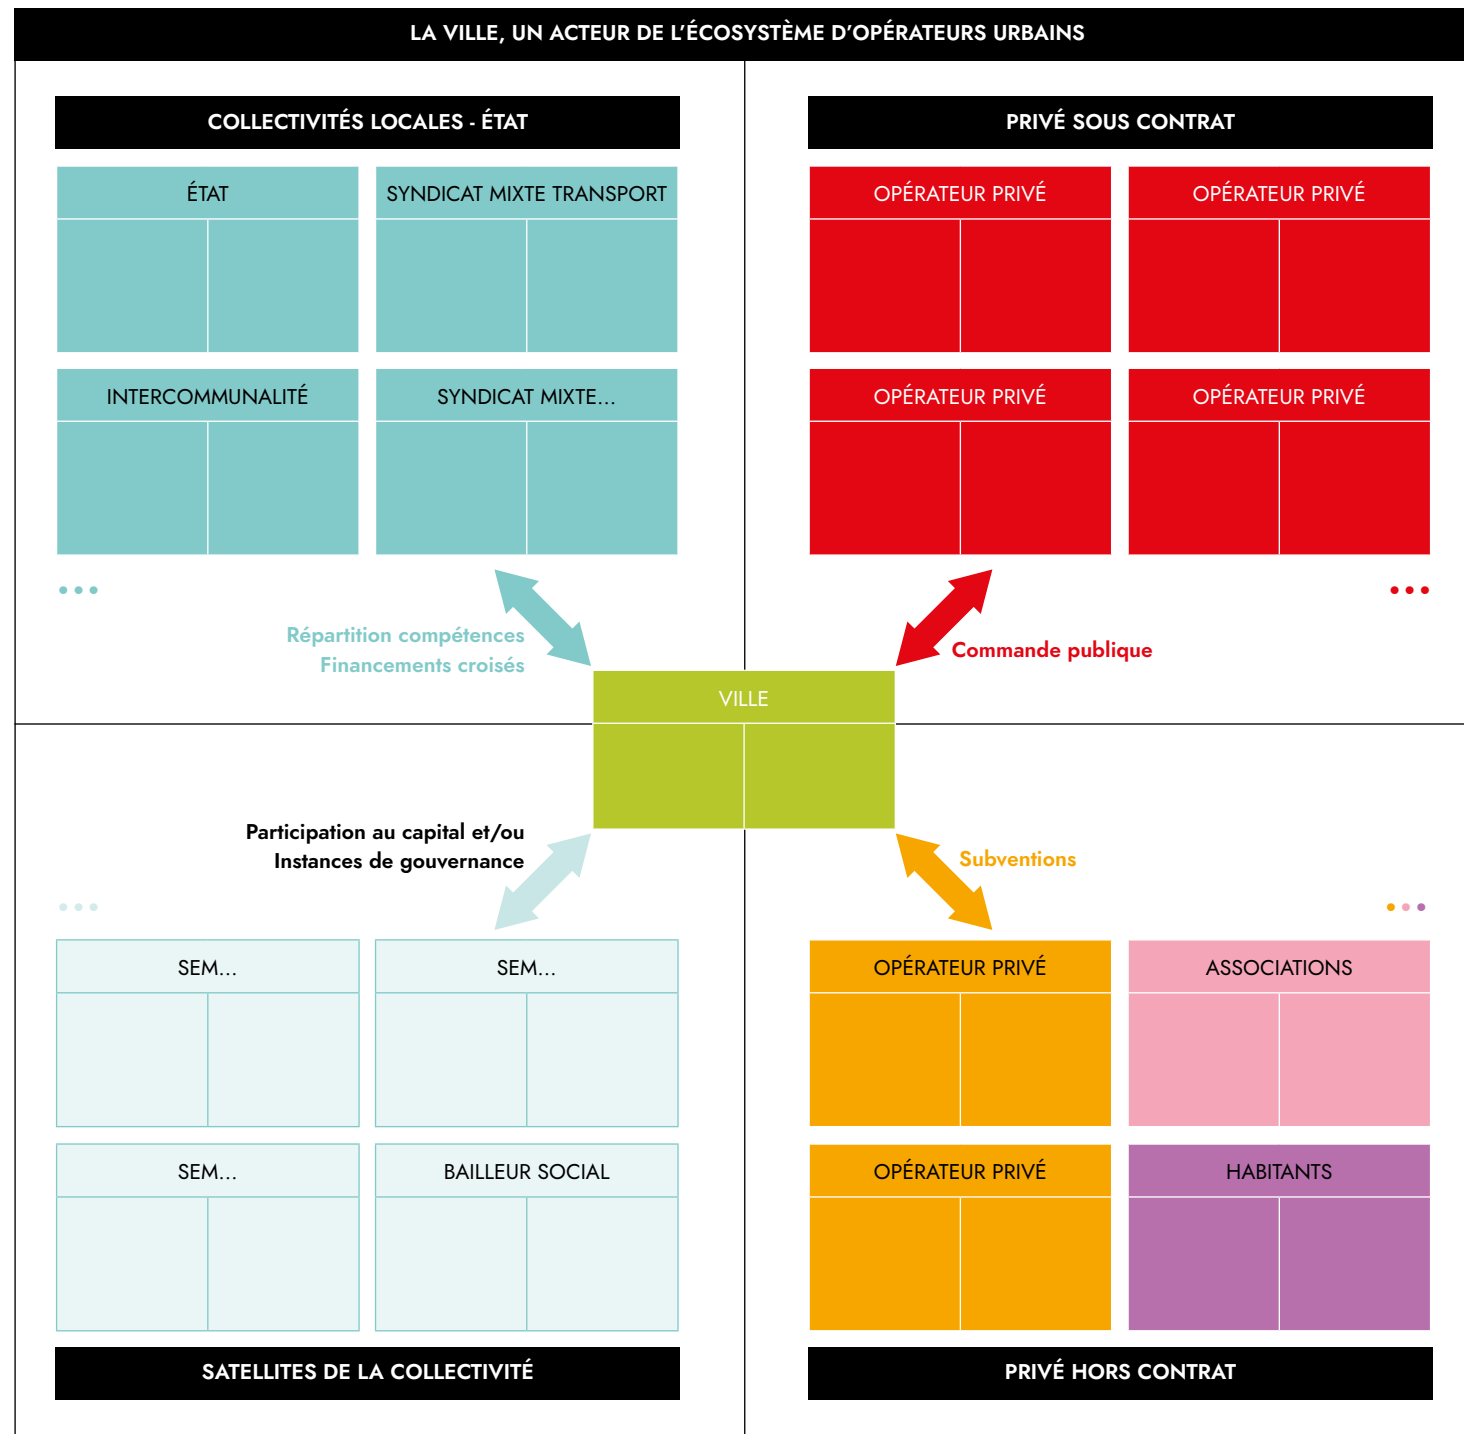 LA VILLE, UN ACTEUR DE L'ÉCOSYSTÈME D'OPÉRATEURS URBAINS
COLLECTIVITÉS LOCALES - ÉTAT
ÉTAT
SYNDICAT MIXTE TRANSPORT
INTERCOMMUNALITÉ
SYNDICAT MIXTE...
...
Répartition compétences
Financements croisés
PRIVÉ SOUS CONTRAT
OPÉRATEUR PRIVÉ
OPÉRATEUR PRIVÉ
OPÉRATEUR PRIVÉ
OPÉRATEUR PRIVÉ
...
Commande publique
VILLE
Participation au capital et/ou
Instances de gouvernance
...
SEM...
SEM...
SEM...
BAILLEUR SOCIAL
SATELLITES DE LA COLLECTIVITÉ
Subventions
...
OPÉRATEUR PRIVÉ
ASSOCIATIONS
OPÉRATEUR PRIVÉ
HABITANTS
PRIVÉ HORS CONTRAT